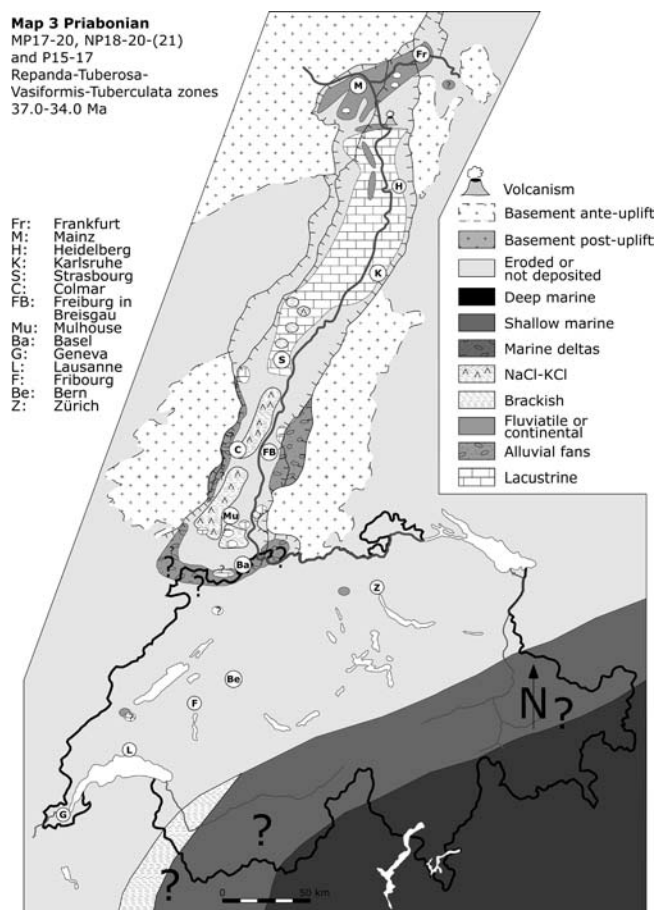 Map 3 Priabonian
MP17-20, NP18-20-(21)
and P15-17
Repanda-Tuberosa-
Vasiformis-Tuberculata zones
37.0-34.0 Ma
Fr: Frankfurt
M: Mainz
H: Heidelberg
K: Karlsruhe
S: Strasbourg
C: Colmar
FB: Freiburg in
Breisgau
Mu: Mulhouse
Ba: Basel
G: Geneva
L: Lausanne
F: Fribourg
Be: Bern
Z: Zürich
Volcanism
Basement ante-uplift
Basement post-uplift
Eroded or
not deposited
Deep marine
Shallow marine
Marine deltas
NaCl-KCl
Brackish
Fluviatile or
continental
Alluvial fans
Lacustrine
Fr
M
?
H
K
S
C
FB
Mu
?
?
?
Ba
Z
?
Be
F
N
?
L
G
?
?
0 50 km